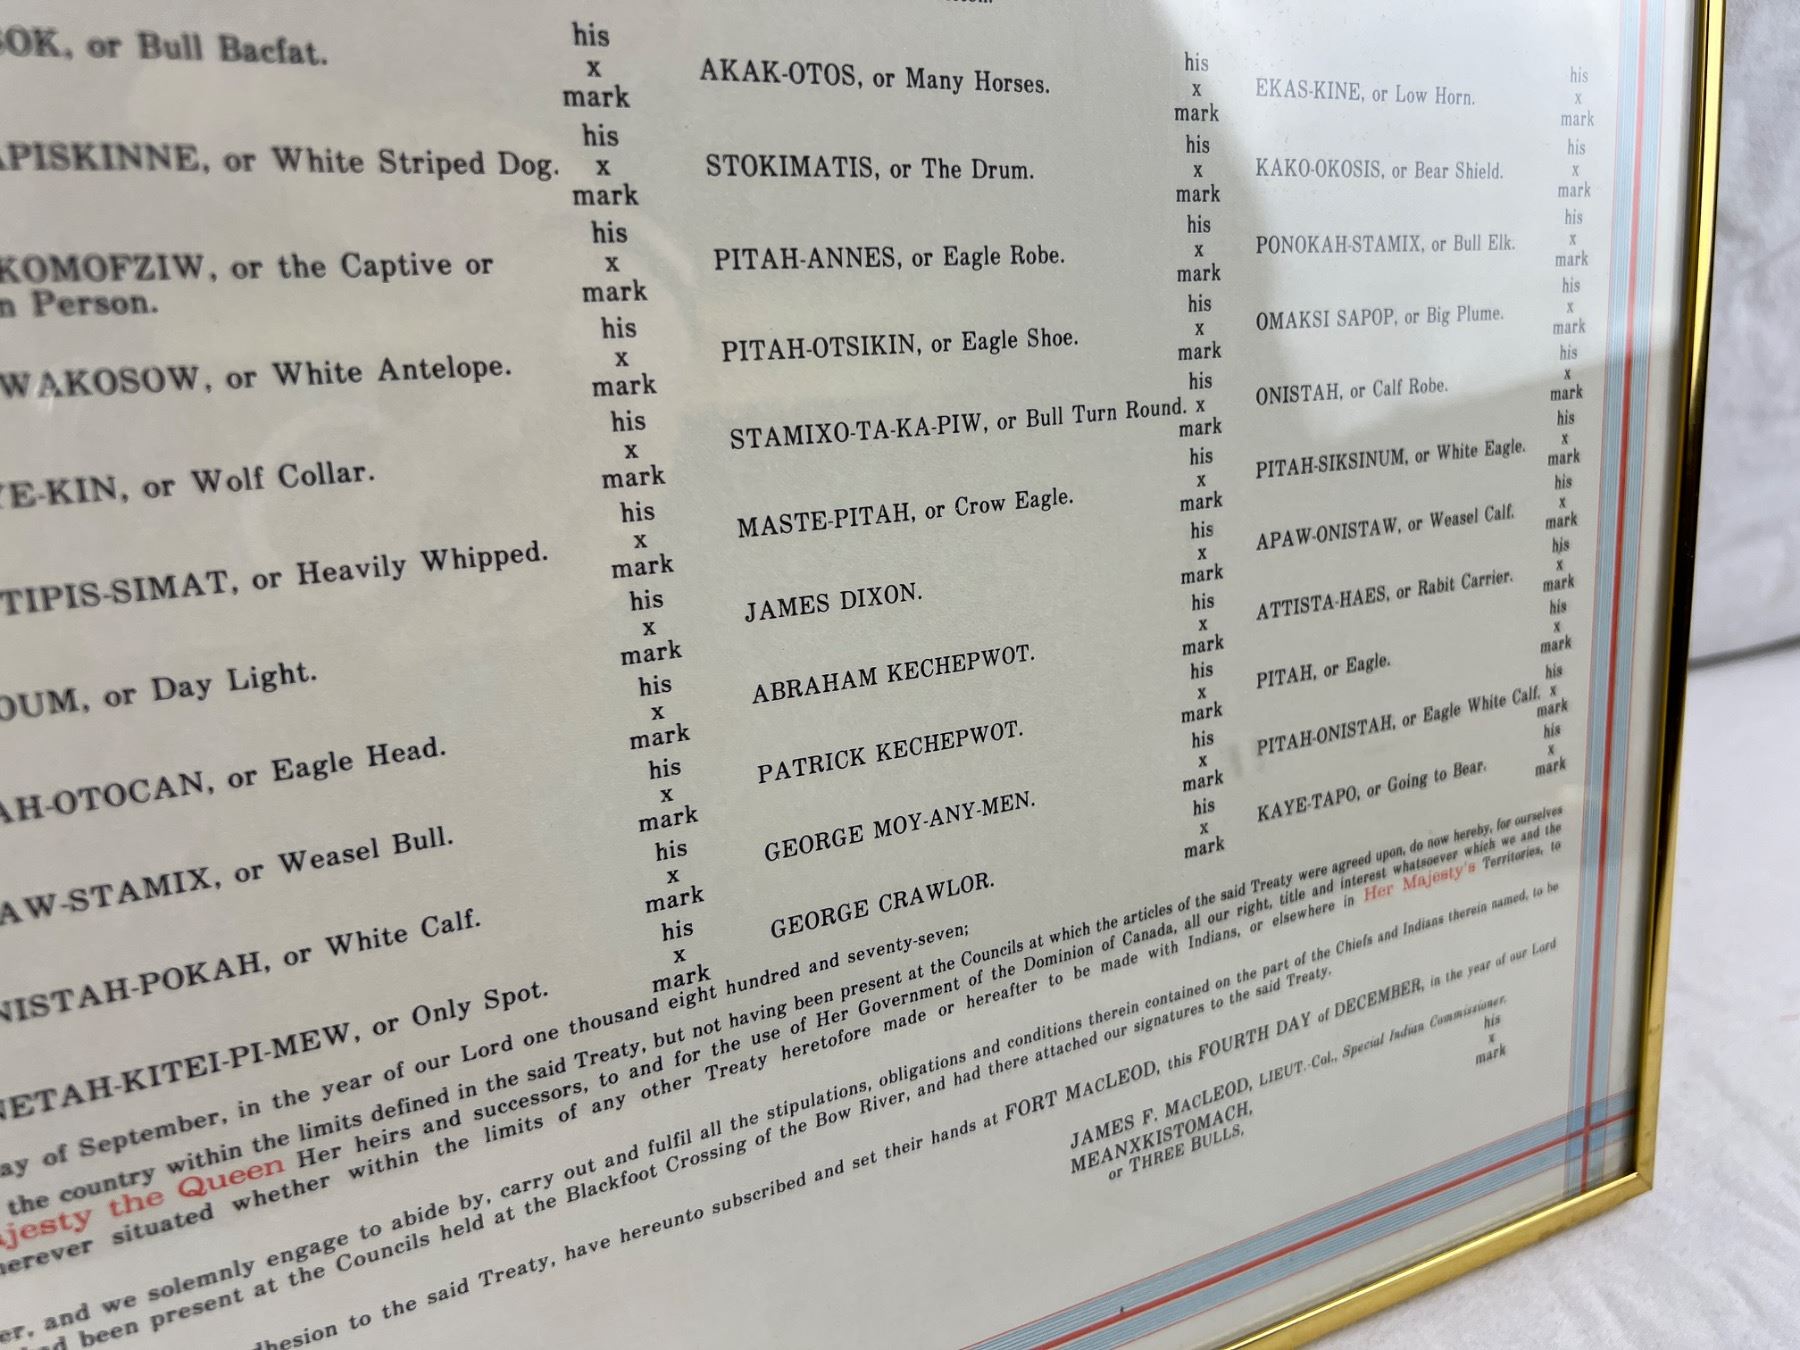 or Bull Bacfat.
his
x
mark
or White Striped Dog.
his
x
mark
or the Captive or
Person.
his
x
mark
or White Antelope.
his
x
mark
or Wolf Collar.
his
x
mark
TIPIS-SIMAT, or Heavily Whipped.
his
x
mark
or Day Light.
his
x
mark
AH-OTOCAN, or Eagle Head.
his
x
mark
AW-STAMIX, or Weasel Bull.
his
x
mark
NISTAH-POKAH, or White Calf.
his
x
mark
NETAH-KITEI-PI-MEW, or Only Spot.
his
x
mark
AKAK-OTOS, or Many Horses.
his
x
mark
STOKIMATIS, or The Drum.
his
x
mark
PITAH-ANNES, or Eagle Robe.
his
x
mark
PITAH-OTSIKIN, or Eagle Shoe.
his
x
mark
STAMIXO-TA-KA-PIW, or Bull Turn Round.
his
x
mark
MASTE-PITAH, or Crow Eagle.
his
x
mark
JAMES DIXON.
his
x
mark
ABRAHAM KECHEPWOT.
his
x
mark
PATRICK KECHEPWOT.
his
x
mark
GEORGE MOY-ANY-MEN.
his
x
mark
GEORGE CRAWLOR.
his
x
mark
EKAS-KINE, or Low Horn.
his
x
mark
KAKO-OKOSIS, or Bear Shield.
his
x
mark
PONOKAH-STAMIX, or Bull Elk.
his
x
mark
OMAKSI SAPOP, or Big Plume.
his
x
mark
ONISTAH, or Calf Robe.
his
x
mark
PITAH-SIKSINUM, or White Eagle.
his
x
mark
APAW-ONISTAW, or Weasel Calf.
his
x
mark
ATTISTA-HAES, or Rabit Carrier.
his
x
mark
PITAH, or Eagle.
his
x
mark
PITAH-ONISTAH, or Eagle White Calf.
his
x
mark
KAYE-TAPO, or Going to Bear.
his
x
mark
ay of September, in the year of our Lord one thousand eight hundred and seventy-seven;
the country within the limits defined in the said Treaty, but not having been present at the Councils at which the articles of the said Treaty were agreed upon, do now hereby, for ourselves
jesty the Queen Her heirs and successors, to and for the use of Her Government of the Dominion of Canada, all our right, title and interest whatsoever which we and the
erever situated whether within the limits of any other Treaty heretofore made or hereafter to be made with Indians, or elsewhere in Her Majesty's Territories, to
er, and we solemnly engage to abide by, carry out and fulfil all the stipulations, obligations and conditions therein contained on the part of the Chiefs and Indians therein named, to be
been present at the Councils held at the Blackfoot Crossing of the Bow River, and had there attached our signatures to the said Treaty.
dhesion to the said Treaty, have hereunto subscribed and set their hands at FORT MACLEOD, this FOURTH DAY of DECEMBER, in the year of our Lord
JAMES F. MACLEOD, LIEUT.-Col., Special Indian Commissioner.
MEANXKISTOMACH,
or THREE BULLS,
his
x
mark